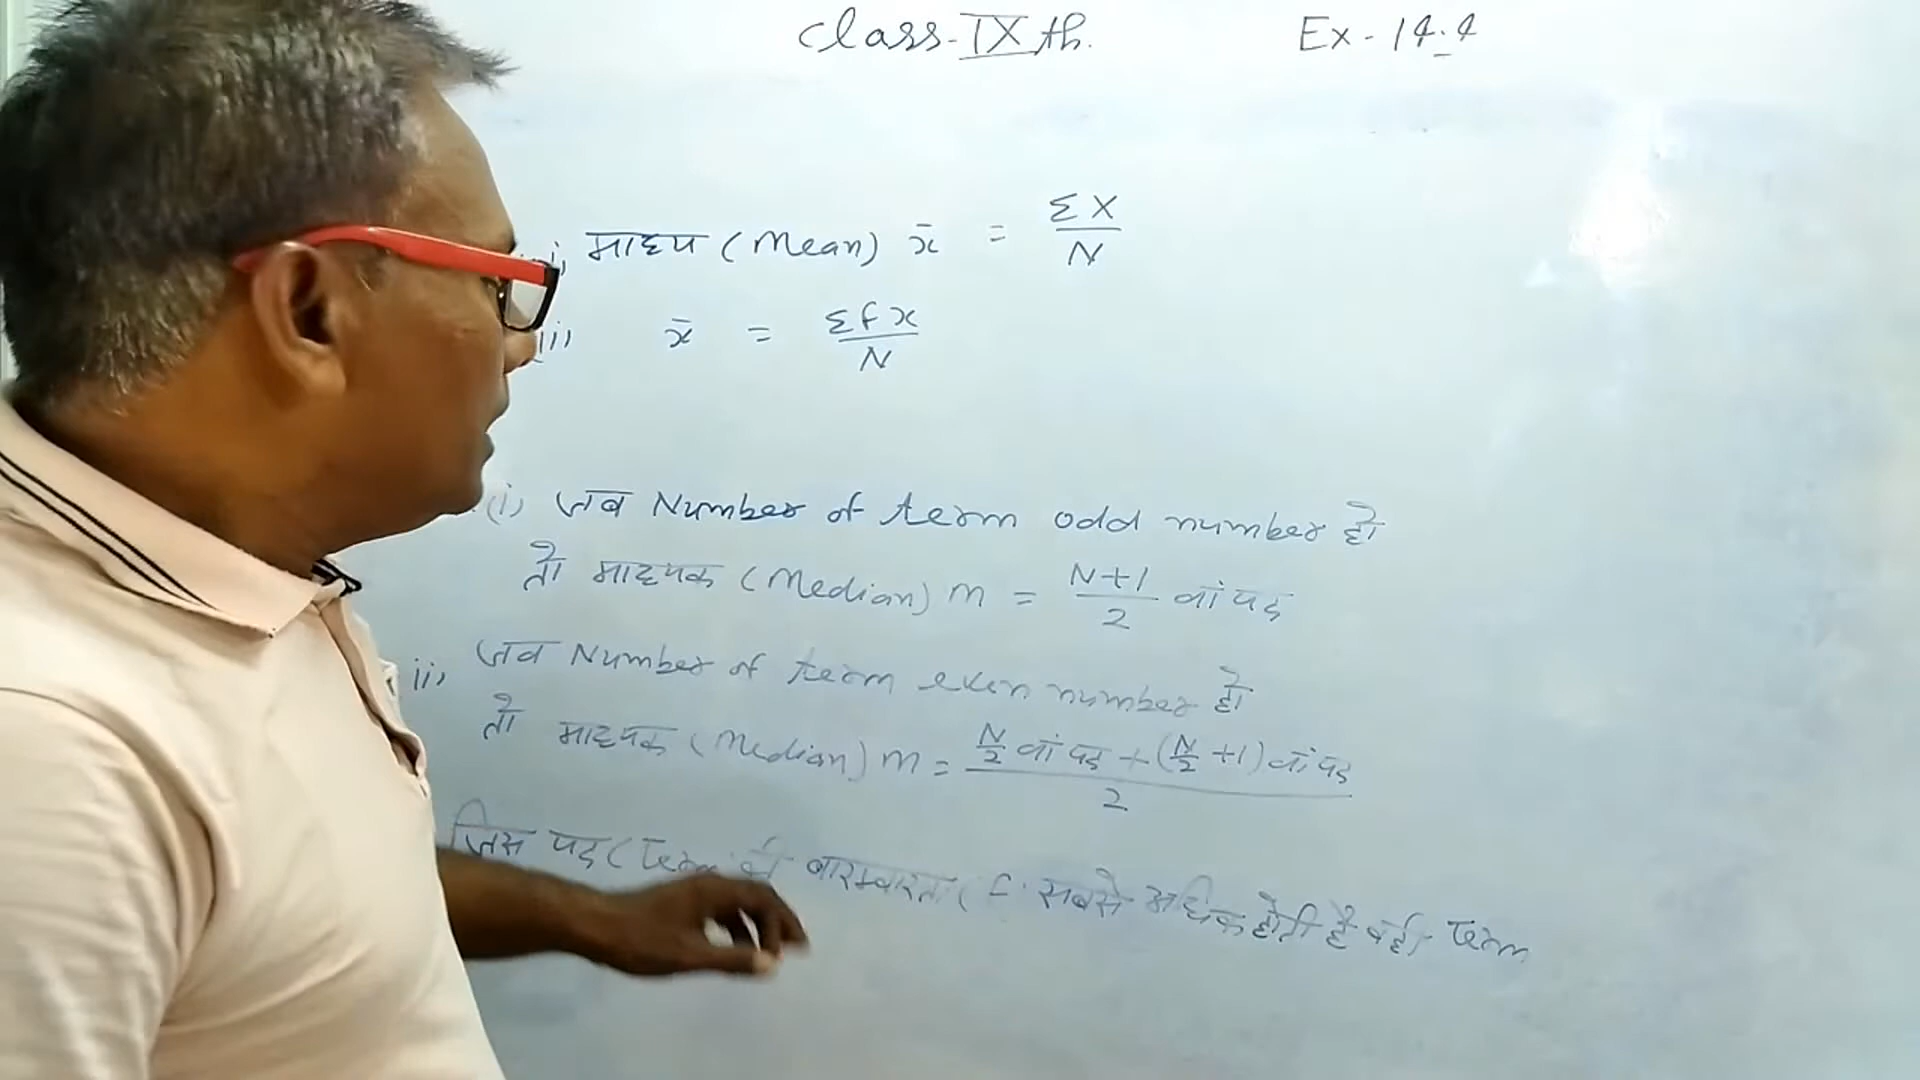 Class-IXth. Ex-14.4
i, माध्य (Mean) x̄ = ΣX/N
(ii) x̄ = Σfx/N
(i) जब Number of term odd number हो
तो माध्यक (Median) M = N+1/2 वां पद
ii, जब Number of term even number हो
तो माध्यक (Median) M = N/2 वां पद + (N/2 +1) वां पद/2
जिस पद (Term की बारम्बारता (f सबसे अधिक होती है वही Term